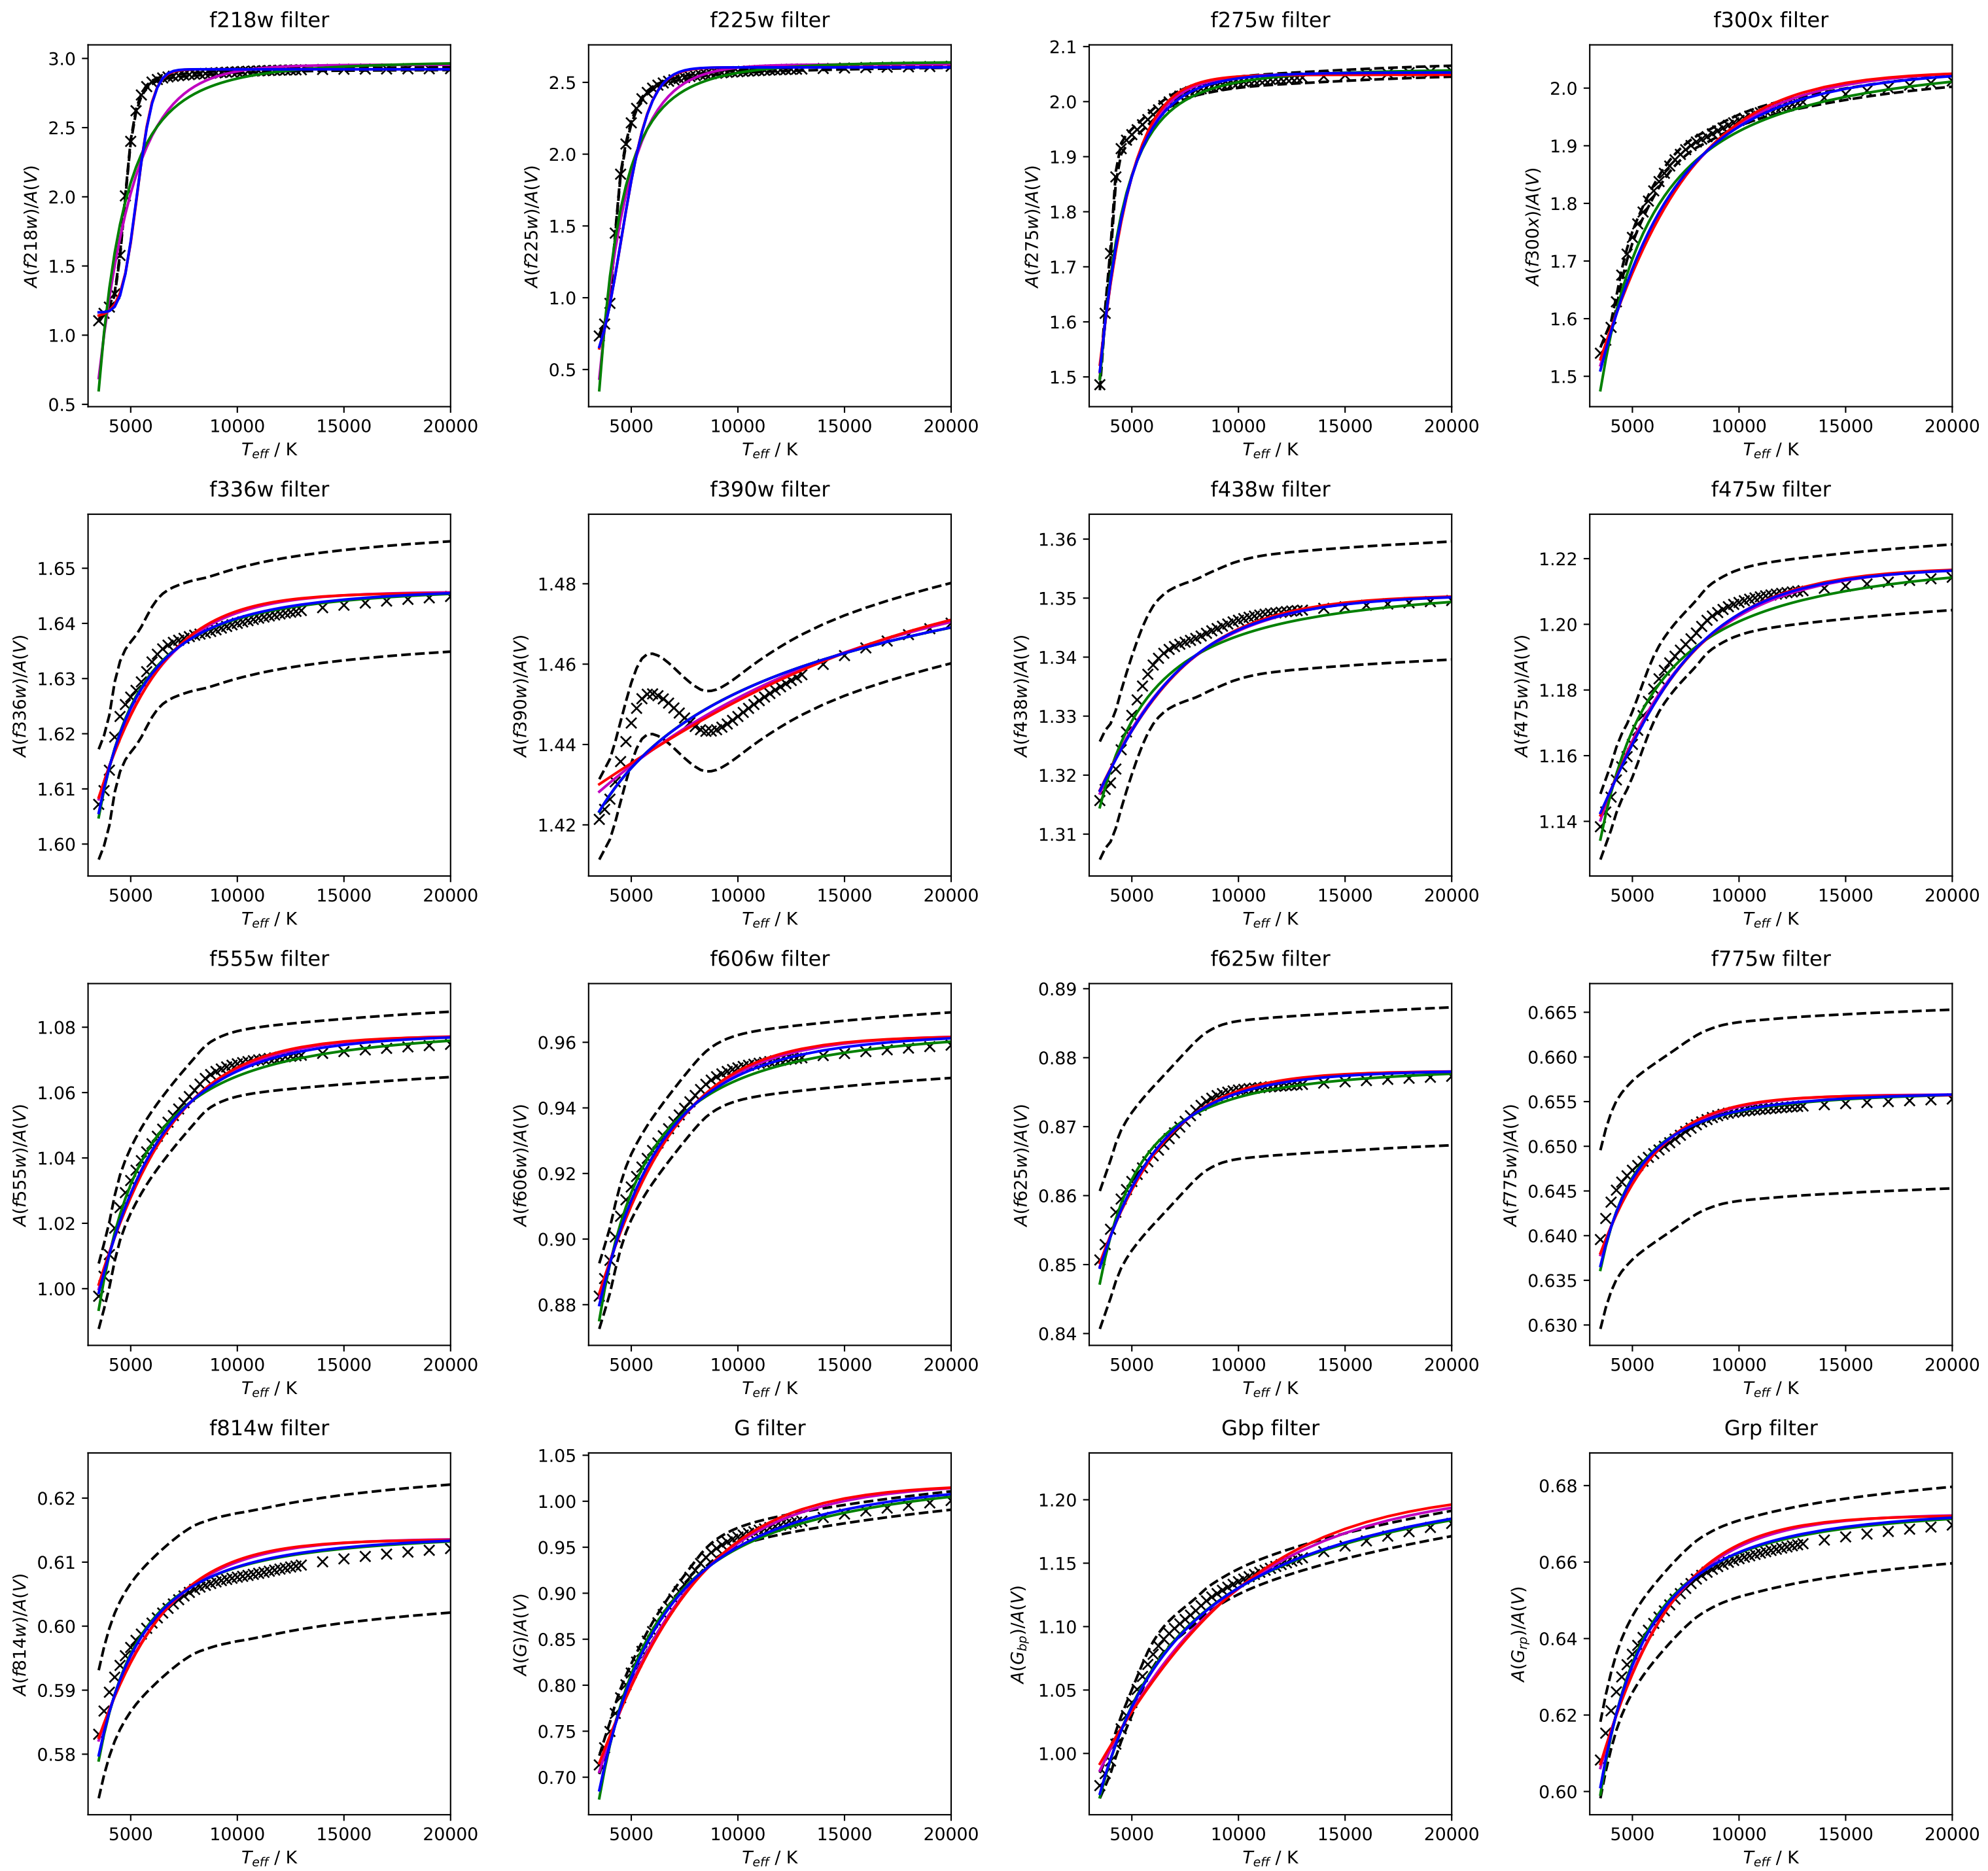 f218w filter
f225w filter
f275w filter
f300x filter
3.0
2.5
2.0
1.5
1.0
0.5
A(f218w)/A(V)
5000 10000 15000 20000
T_eff / K
2.5
2.0
1.5
1.0
0.5
A(f225w)/A(V)
5000 10000 15000 20000
T_eff / K
2.1
2.0
1.9
1.8
1.7
1.6
1.5
A(f275w)/A(V)
5000 10000 15000 20000
T_eff / K
2.0
1.9
1.8
1.7
1.6
1.5
A(f300x)/A(V)
5000 10000 15000 20000
T_eff / K
f336w filter
f390w filter
f438w filter
f475w filter
1.65
1.64
1.63
1.62
1.61
1.60
A(f336w)/A(V)
5000 10000 15000 20000
T_eff / K
1.48
1.46
1.44
1.42
A(f390w)/A(V)
5000 10000 15000 20000
T_eff / K
1.36
1.35
1.34
1.33
1.32
1.31
A(f438w)/A(V)
5000 10000 15000 20000
T_eff / K
1.22
1.20
1.18
1.16
1.14
A(f475w)/A(V)
5000 10000 15000 20000
T_eff / K
f555w filter
f606w filter
f625w filter
f775w filter
1.08
1.06
1.04
1.02
1.00
A(f555w)/A(V)
5000 10000 15000 20000
T_eff / K
0.96
0.94
0.92
0.90
0.88
A(f606w)/A(V)
5000 10000 15000 20000
T_eff / K
0.89
0.88
0.87
0.86
0.85
0.84
A(f625w)/A(V)
5000 10000 15000 20000
T_eff / K
0.665
0.660
0.655
0.650
0.645
0.640
0.635
0.630
A(f775w)/A(V)
5000 10000 15000 20000
T_eff / K
f814w filter
G filter
Gbp filter
Grp filter
0.62
0.61
0.60
0.59
0.58
A(f814w)/A(V)
5000 10000 15000 20000
T_eff / K
1.05
1.00
0.95
0.90
0.85
0.80
0.75
0.70
A(G)/A(V)
5000 10000 15000 20000
T_eff / K
1.20
1.15
1.10
1.05
1.00
A(G_bp)/A(V)
5000 10000 15000 20000
T_eff / K
0.68
0.66
0.64
0.62
0.60
A(G_rp)/A(V)
5000 10000 15000 20000
T_eff / K